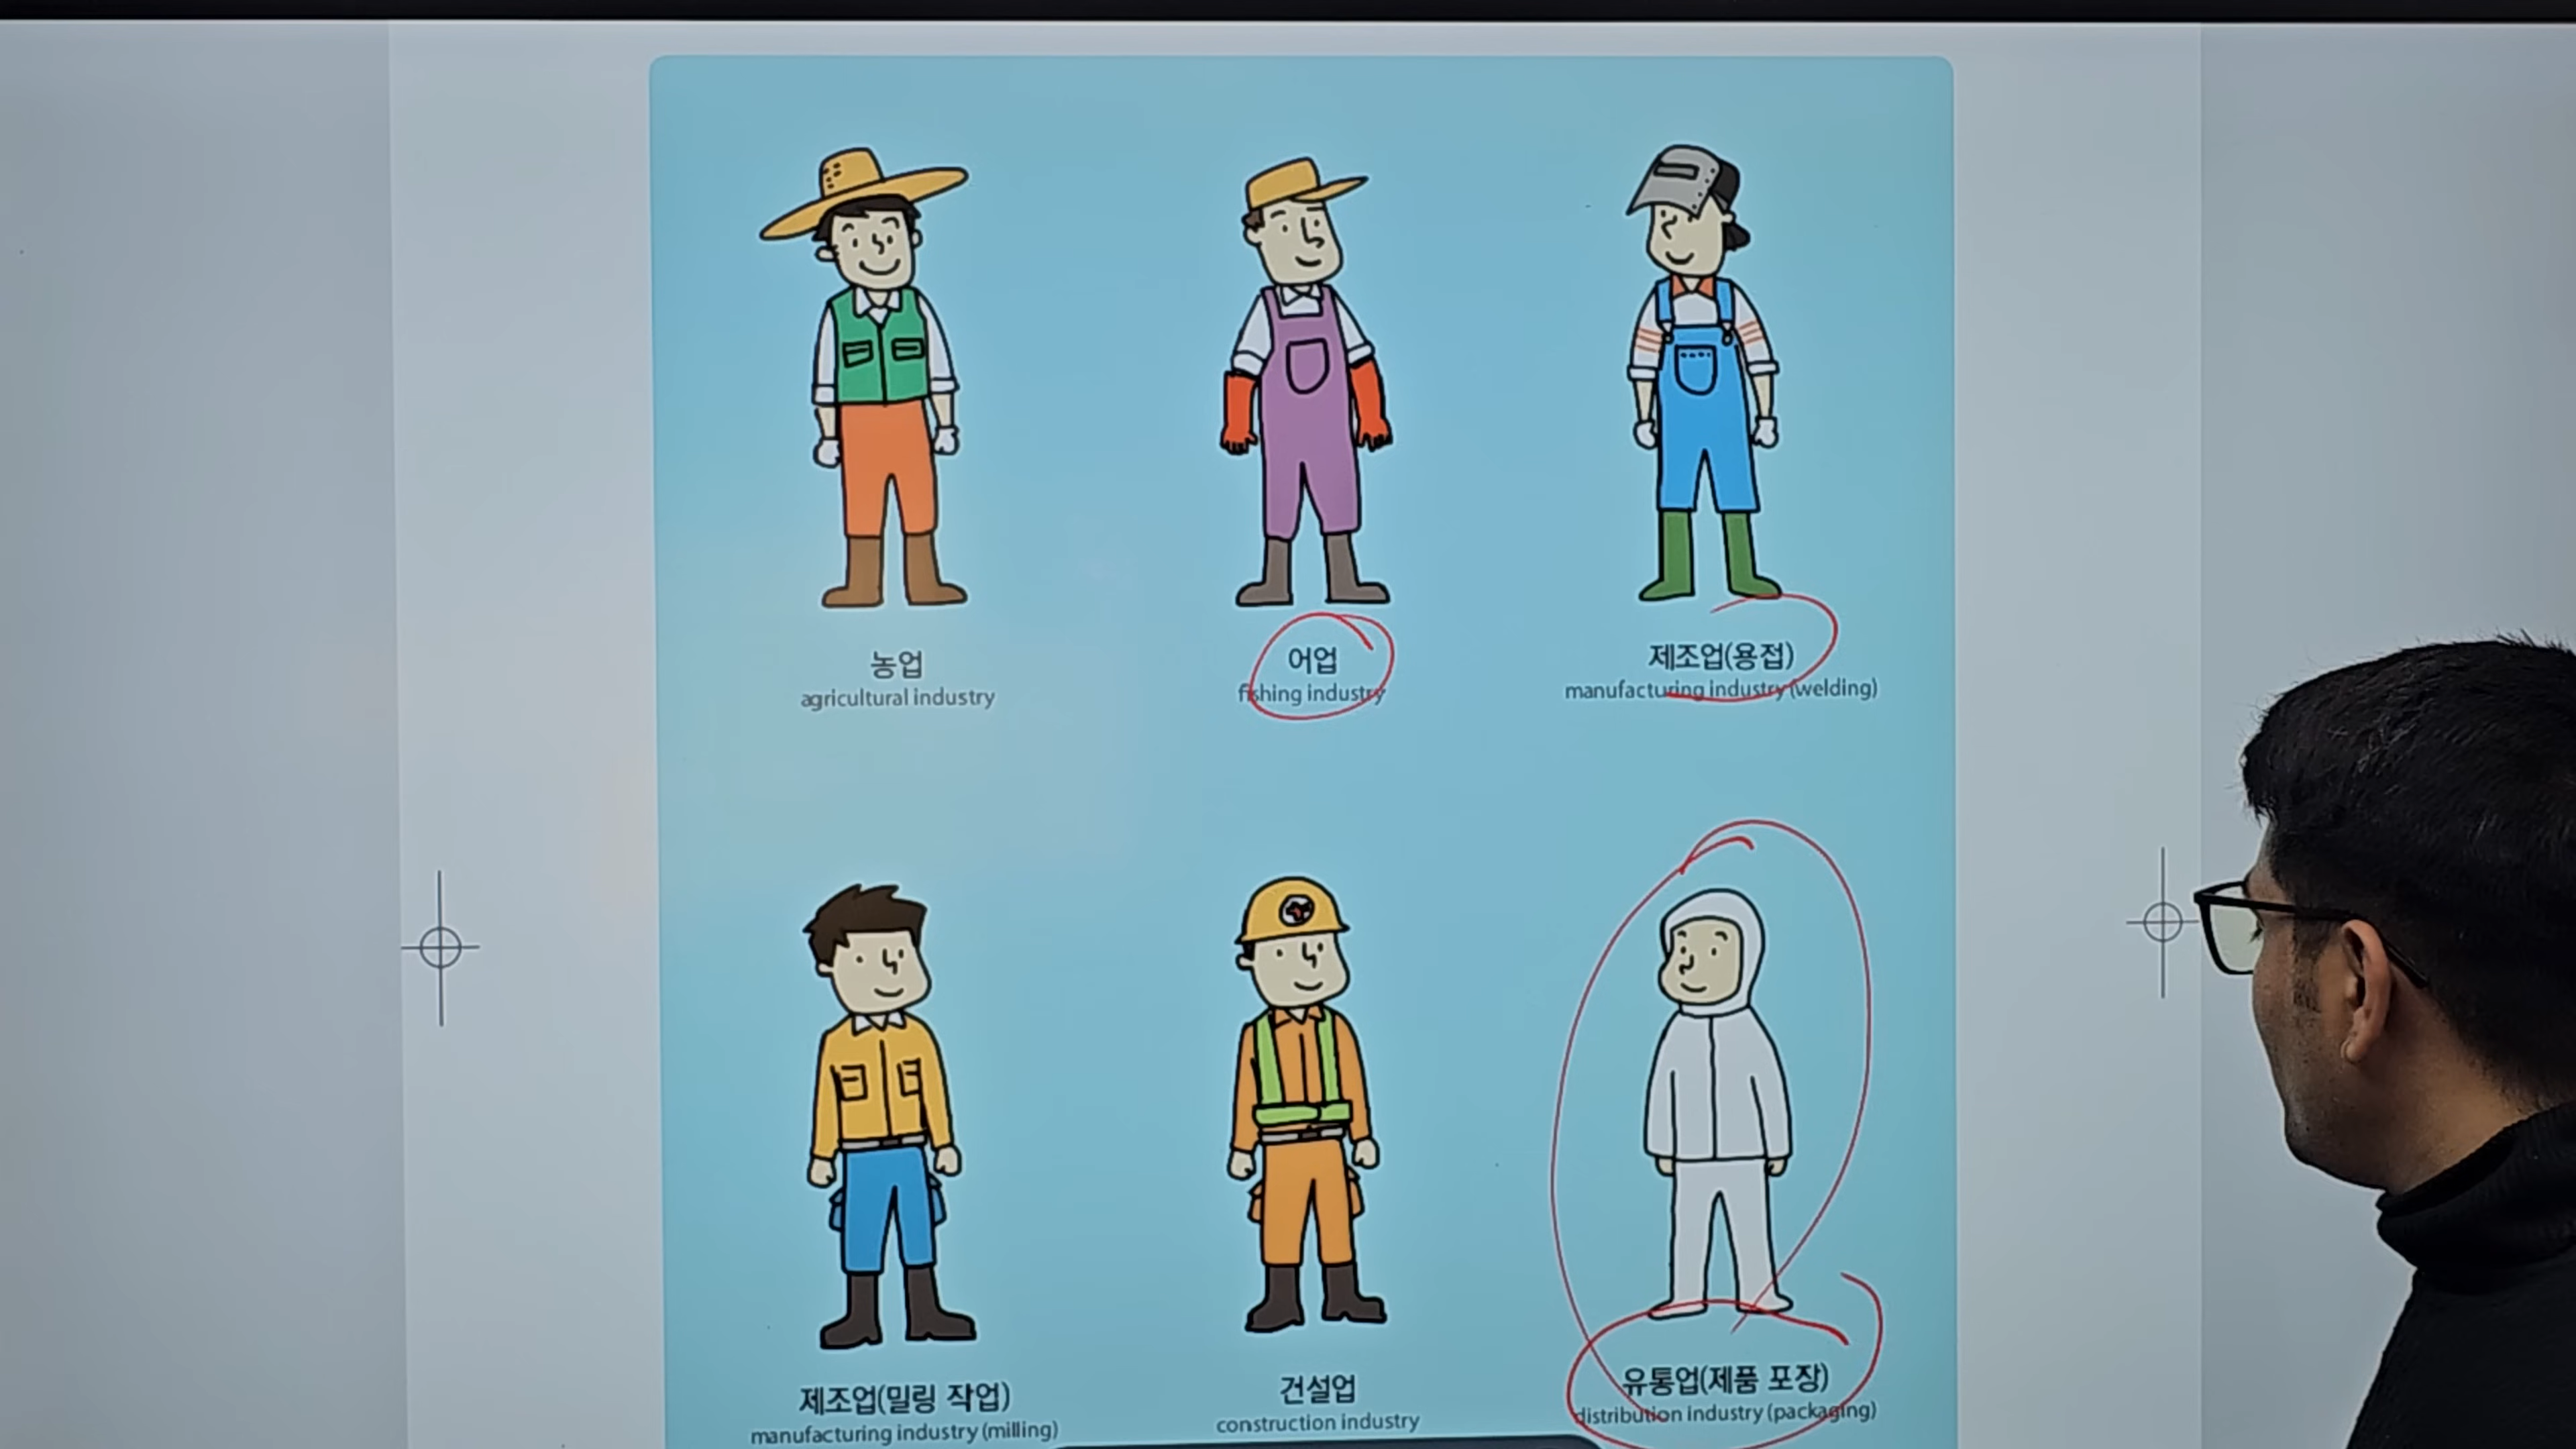 농업
agricultural industry
어업
fishing industry
제조업(용접)
manufacturing industry (welding)
제조업(밀링 작업)
manufacturing industry (milling)
건설업
construction industry
유통업(제품 포장)
distribution industry (packaging)